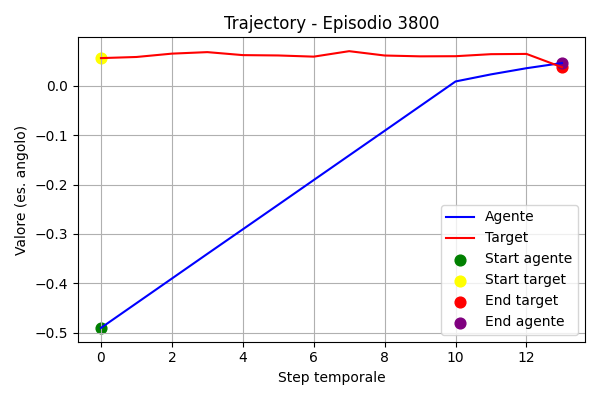 Trajectory - Episodio 3800
Valore (es. angolo)
0.0
−0.1
−0.2
−0.3
−0.4
−0.5
Agente
Target
Start agente
Start target
End target
End agente
0 2 4 6 8 10 12
Step temporale